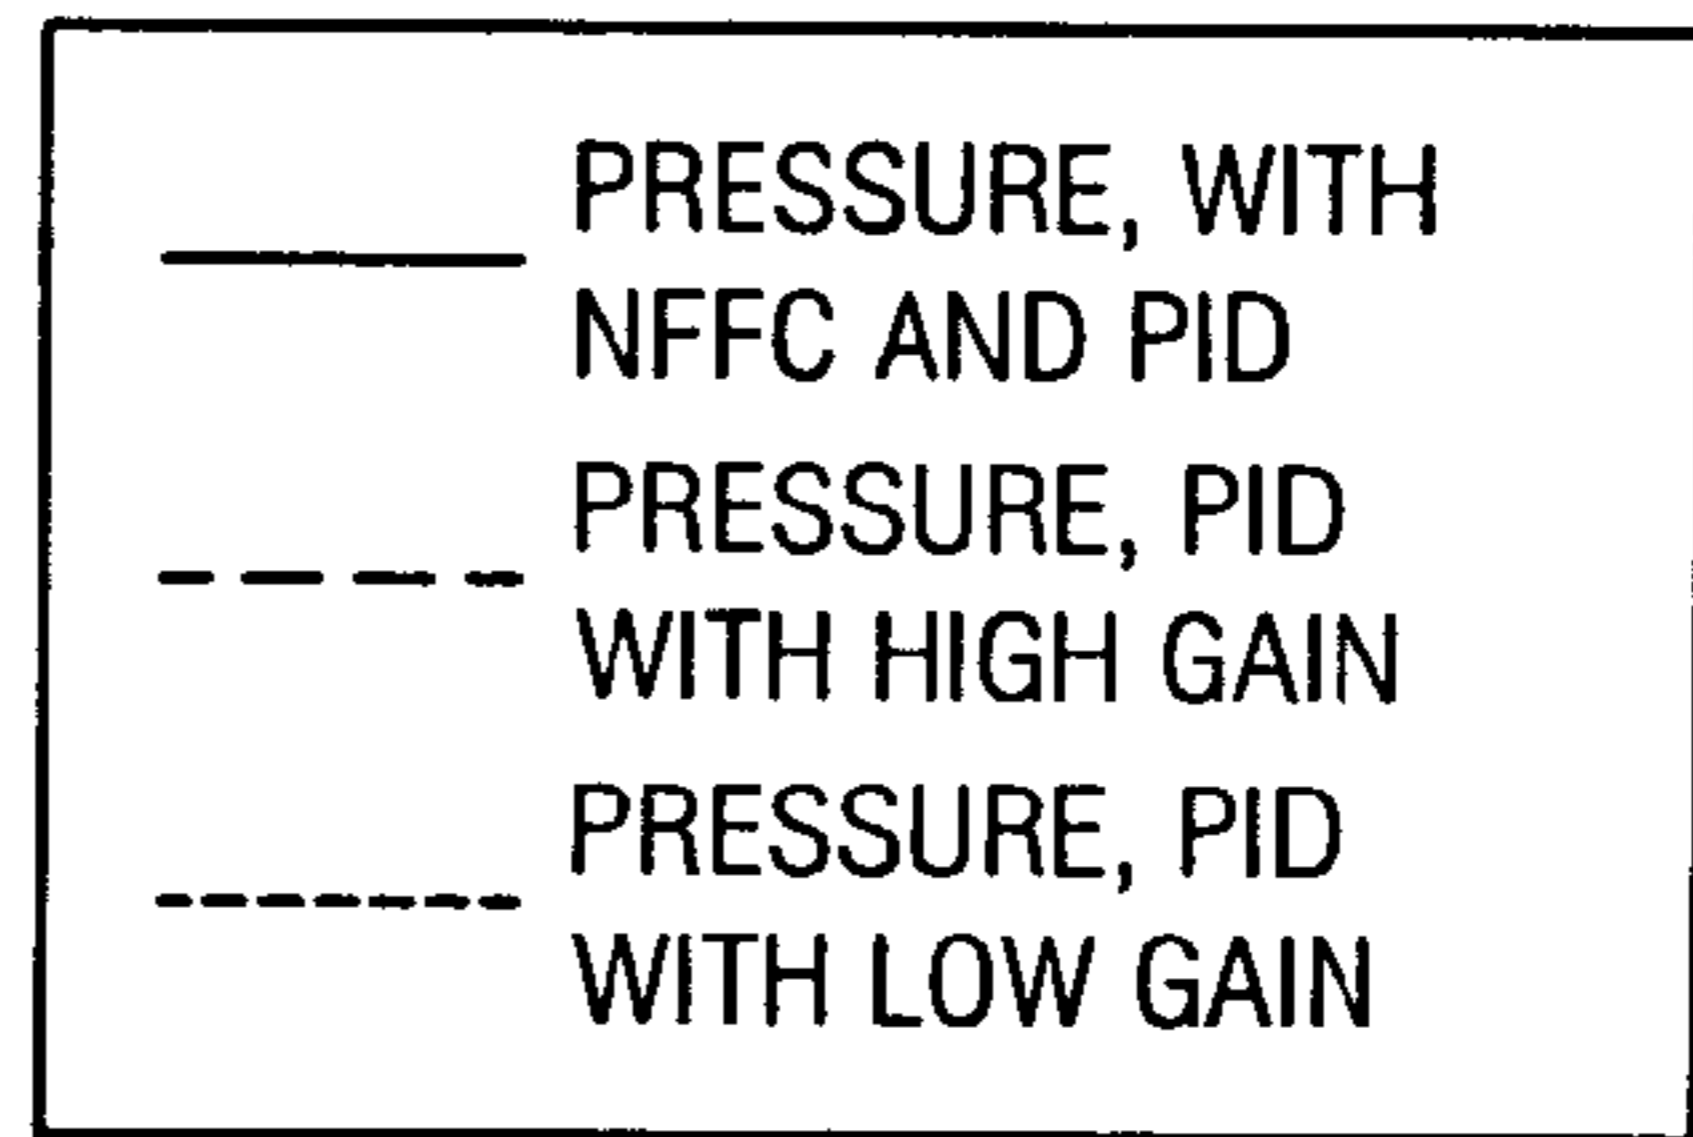 PRESSURE, WITH
NFFC AND PID
PRESSURE, PID
WITH HIGH GAIN
PRESSURE, PID
WITH LOW GAIN